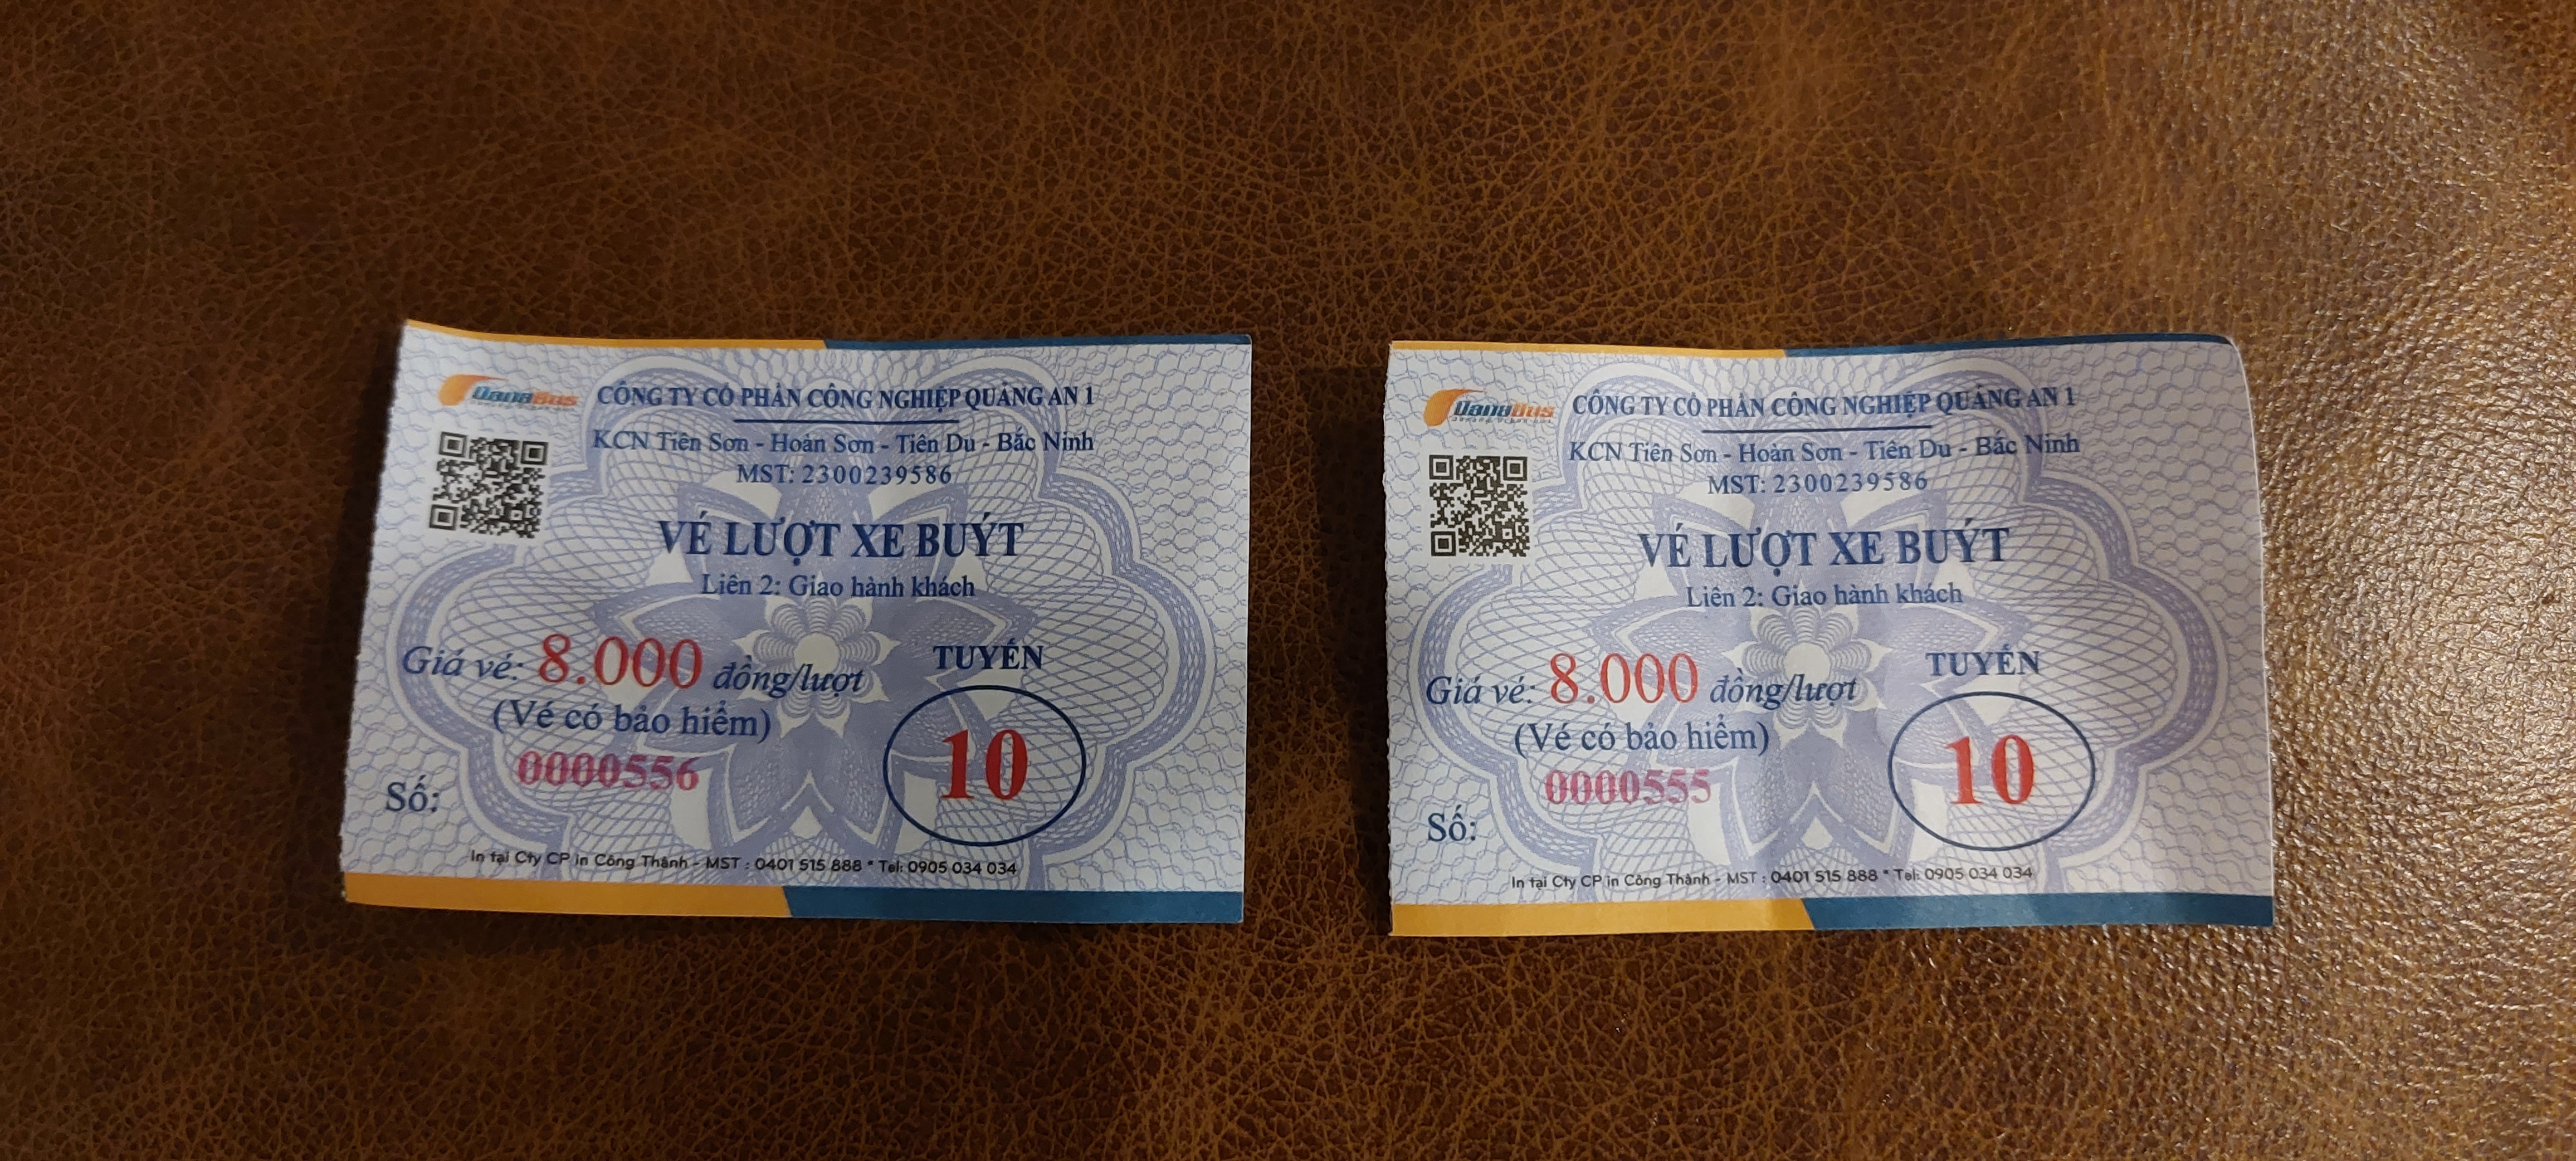 DanaBus
CÔNG TY CỔ PHẦN CÔNG NGHIỆP QUẢNG AN 1
KCN Tiên Sơn - Hoàn Sơn - Tiên Du - Bắc Ninh
MST: 2300239586
VÉ LƯỢT XE BUÝT
Liên 2: Giao hành khách
Giá vé: 8.000 đồng/lượt
(Vé có bảo hiểm)
TUYẾN
10
Số: 0000556
In tại Cty CP in Công Thành - MST : 0401 515 888 * Tel: 0905 034 034
DanaBus
CÔNG TY CỔ PHẦN CÔNG NGHIỆP QUẢNG AN 1
KCN Tiên Sơn - Hoàn Sơn - Tiên Du - Bắc Ninh
MST: 2300239586
VÉ LƯỢT XE BUÝT
Liên 2: Giao hành khách
Giá vé: 8.000 đồng/lượt
(Vé có bảo hiểm)
TUYẾN
10
Số: 0000555
In tại Cty CP in Công Thành - MST : 0401 515 888 * Tel: 0905 034 034